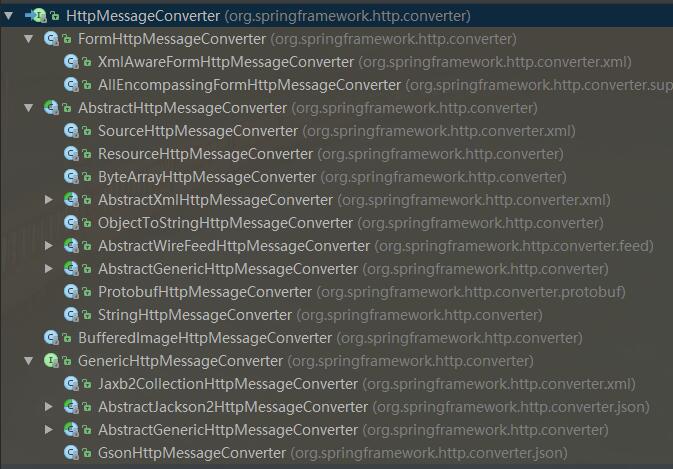 HttpMessageConverter (org.springframework.http.converter)
FormHttpMessageConverter (org.springframework.http.converter)
XmlAwareFormHttpMessageConverter (org.springframework.http.converter.xml)
AllEncompassingFormHttpMessageConverter (org.springframework.http.converter.sup
AbstractHttpMessageConverter (org.springframework.http.converter)
SourceHttpMessageConverter (org.springframework.http.converter.xml)
ResourceHttpMessageConverter (org.springframework.http.converter)
ByteArrayHttpMessageConverter (org.springframework.http.converter)
AbstractXmlHttpMessageConverter (org.springframework.http.converter.xml)
ObjectToStringHttpMessageConverter (org.springframework.http.converter)
AbstractWireFeedHttpMessageConverter (org.springframework.http.converter.feed)
AbstractGenericHttpMessageConverter (org.springframework.http.converter)
ProtobufHttpMessageConverter (org.springframework.http.converter.protobuf)
StringHttpMessageConverter (org.springframework.http.converter)
BufferedImageHttpMessageConverter (org.springframework.http.converter)
GenericHttpMessageConverter (org.springframework.http.converter)
Jaxb2CollectionHttpMessageConverter (org.springframework.http.converter.xml)
AbstractJackson2HttpMessageConverter (org.springframework.http.converter.json)
AbstractGenericHttpMessageConverter (org.springframework.http.converter)
GsonHttpMessageConverter (org.springframework.http.converter.json)